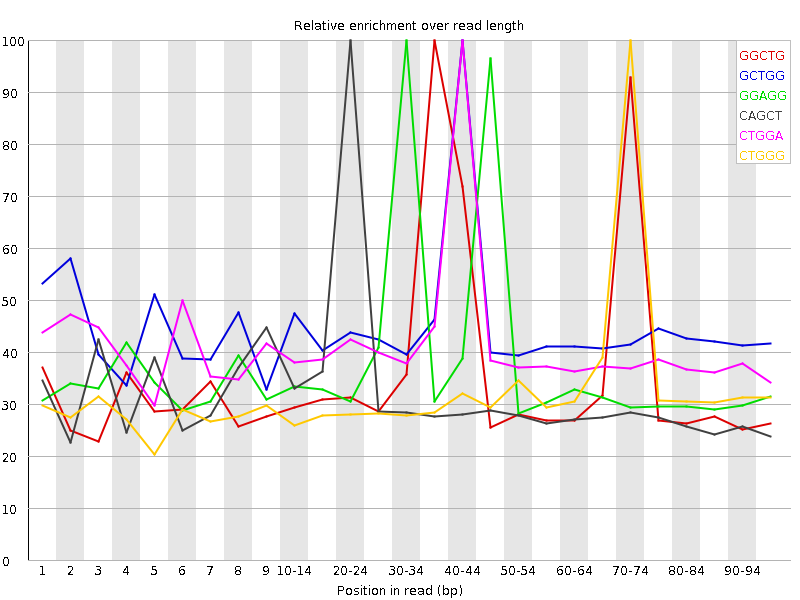 Relative enrichment over read length
100
90
80
70
60
50
40
30
20
10
0
GGCTG
GCTGG
GGAGG
CAGCT
CTGGA
CTGGG
1 2 3 4 5 6 7 8 9 10-14 20-24 30-34 40-44 50-54 60-64 70-74 80-84 90-94
Position in read (bp)